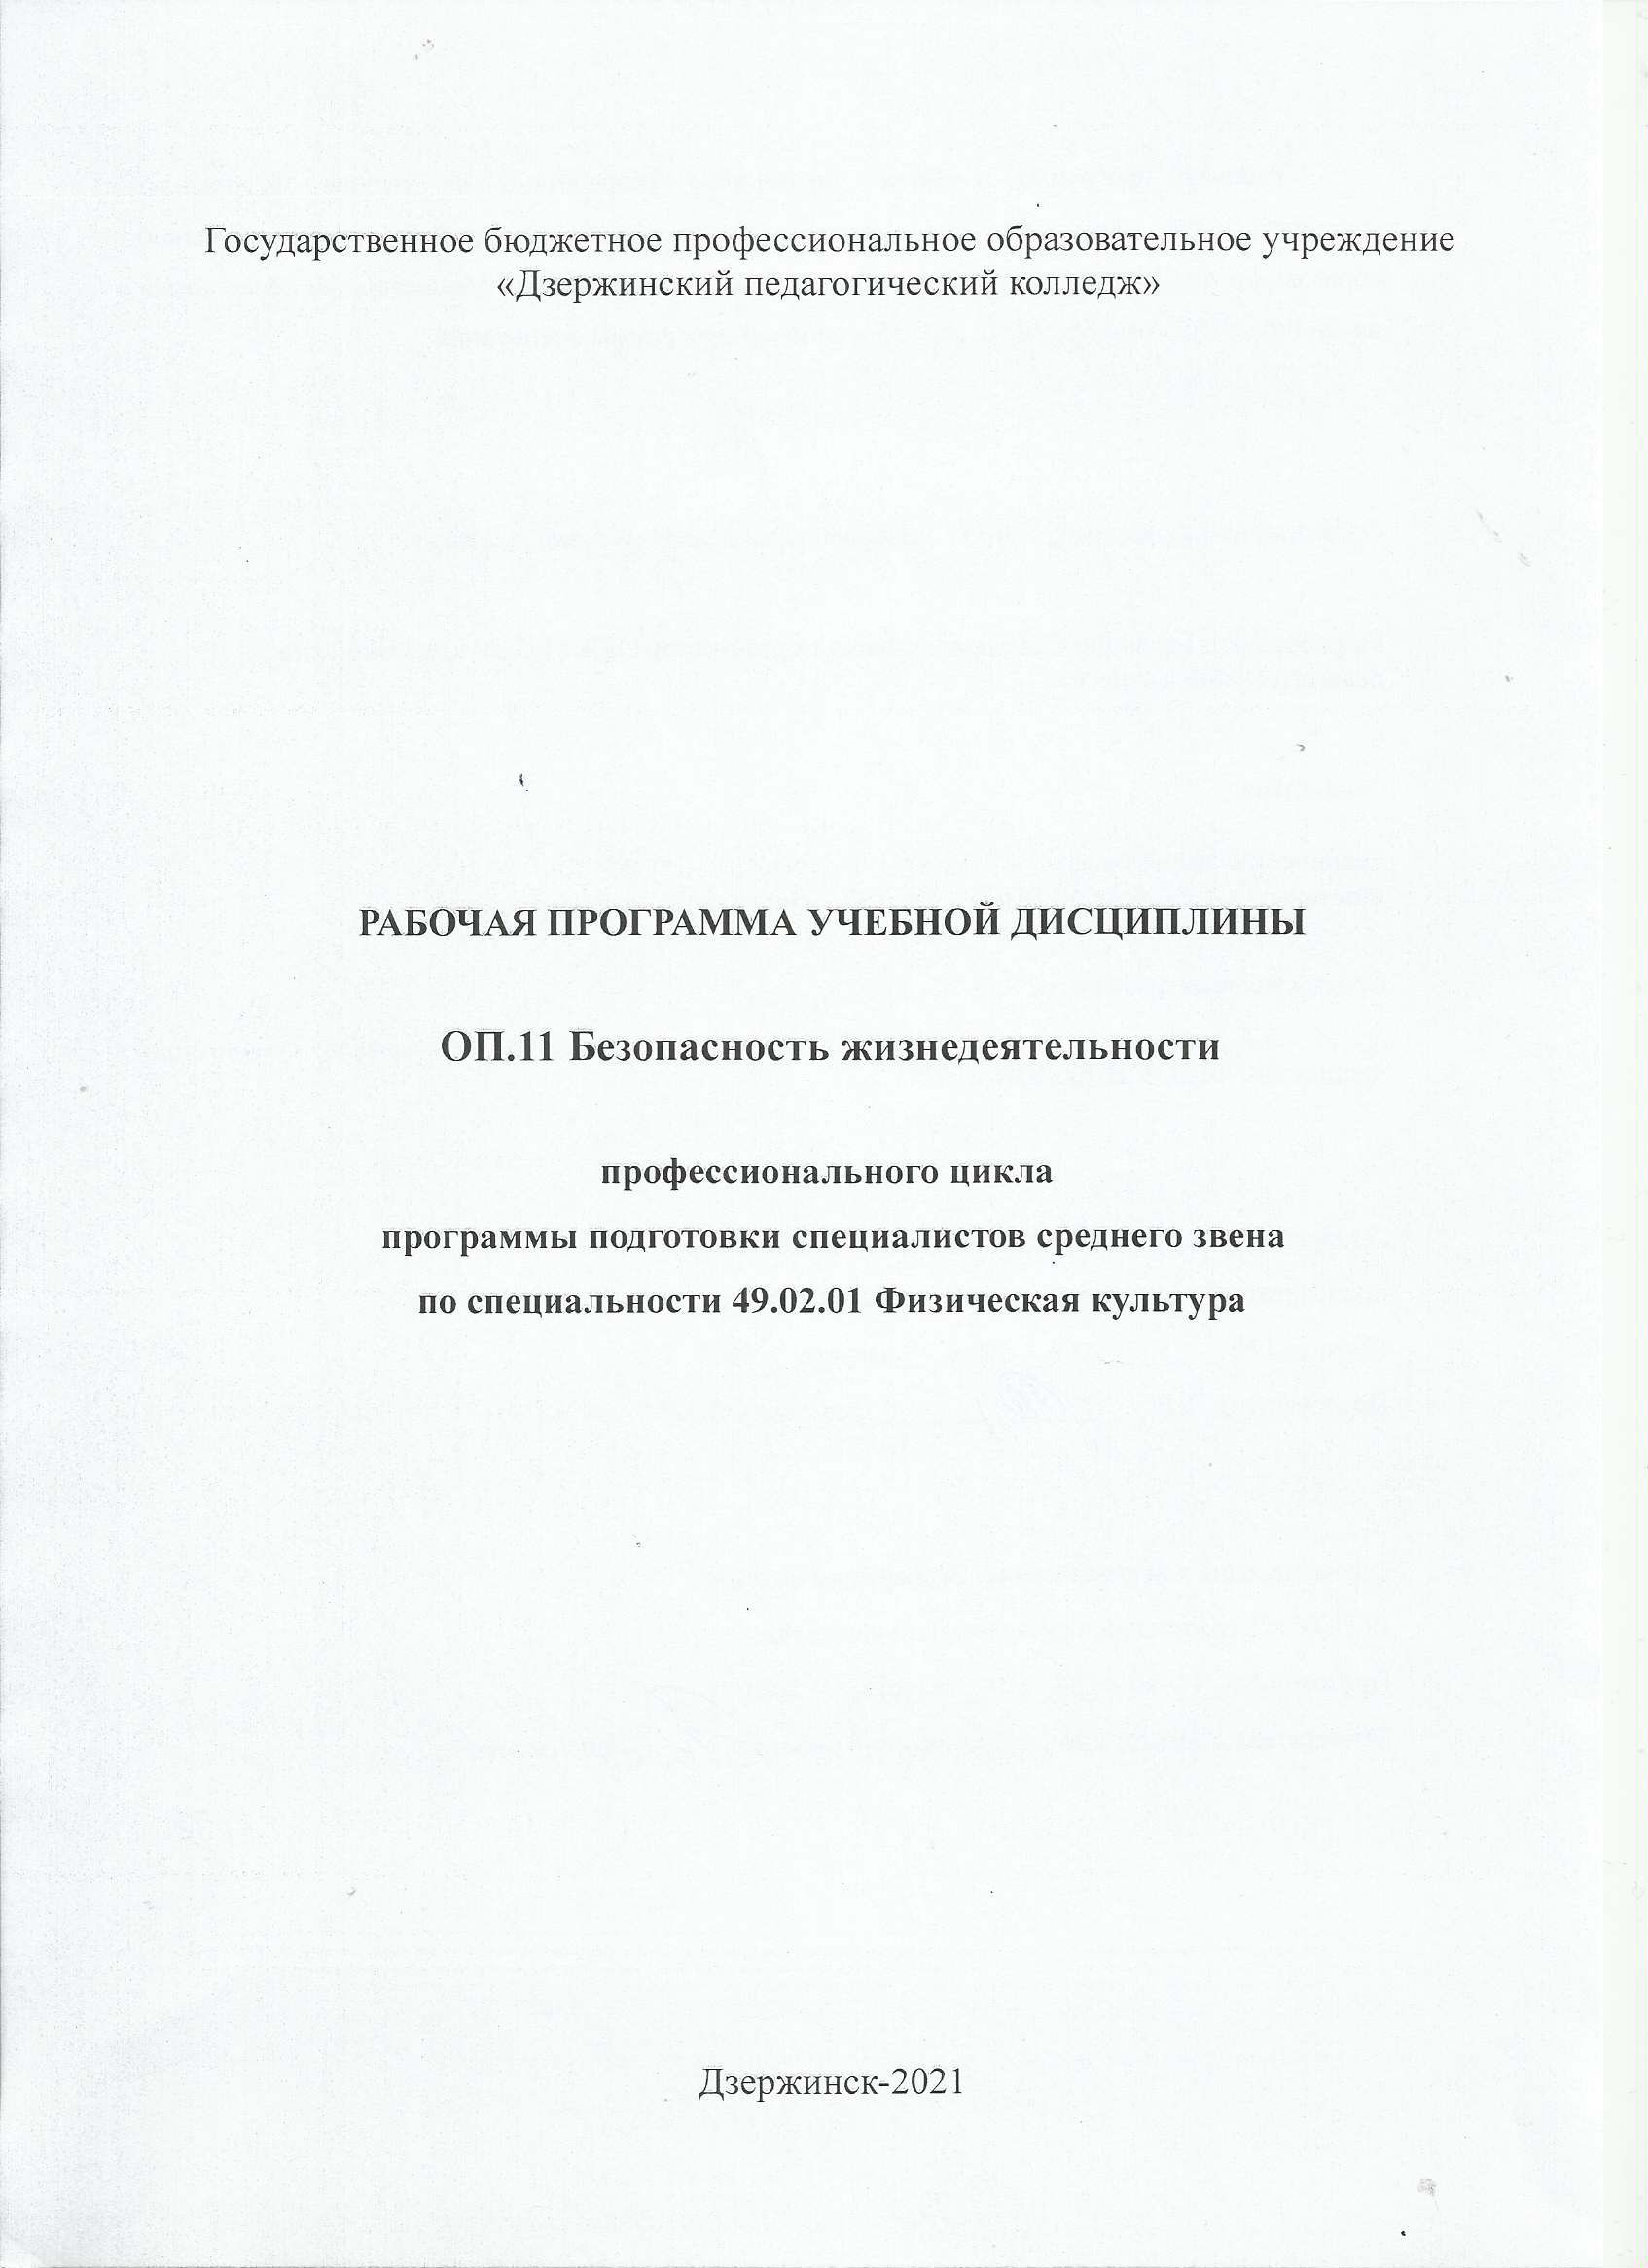 Государственное бюджетное профессиональное образовательное учреждение
«Дзержинский педагогический колледж»
РАБОЧАЯ ПРОГРАММА УЧЕБНОЙ ДИСЦИПЛИНЫ
ОП.11 Безопасность жизнедеятельности
профессионального цикла
программы подготовки специалистов среднего звена
по специальности 49.02.01 Физическая культура
Дзержинск-2021